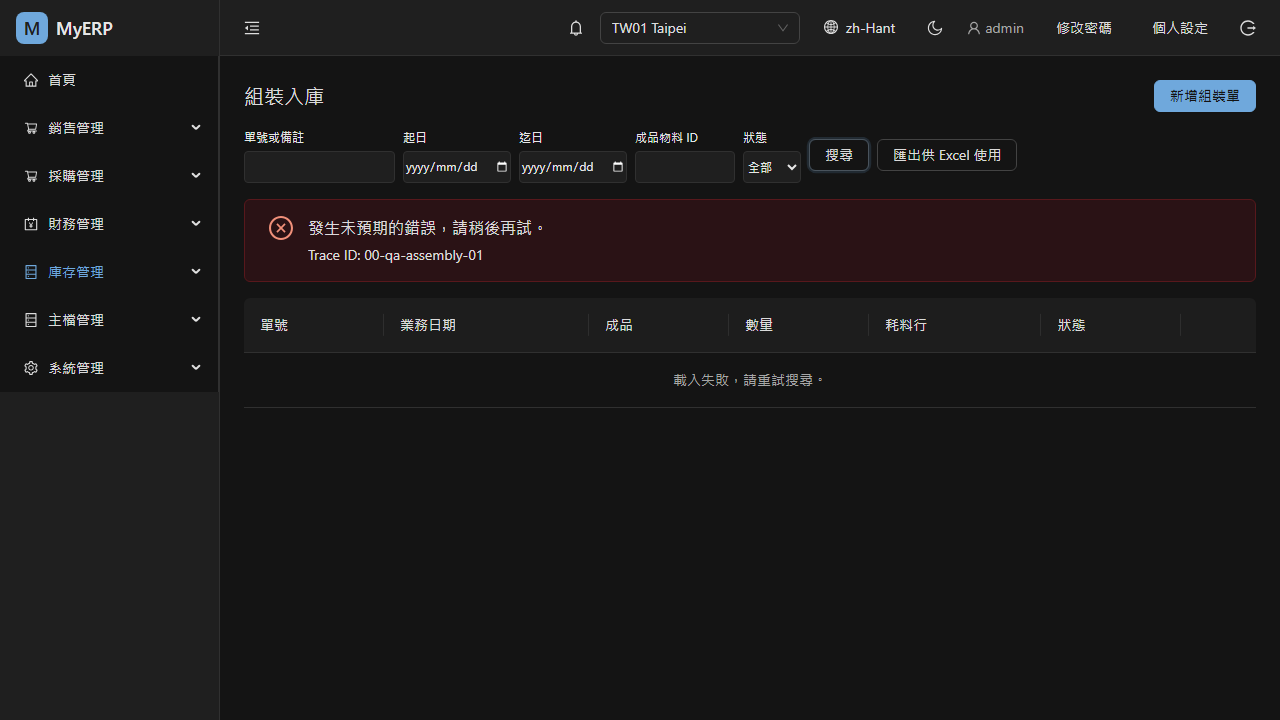 M MyERP
TW01 Taipei
zh-Hant
admin
修改密碼
個人設定
首頁
銷售管理
採購管理
財務管理
庫存管理
主檔管理
系統管理
組裝入庫
新增組裝單
單號或備註
起日
迄日
成品物料 ID
狀態
yyyy/mm/dd
yyyy/mm/dd
全部
搜尋
匯出供 Excel 使用
發生未預期的錯誤，請稍後再試。
Trace ID: 00-qa-assembly-01
單號
業務日期
成品
數量
耗料行
狀態
載入失敗，請重試搜尋。